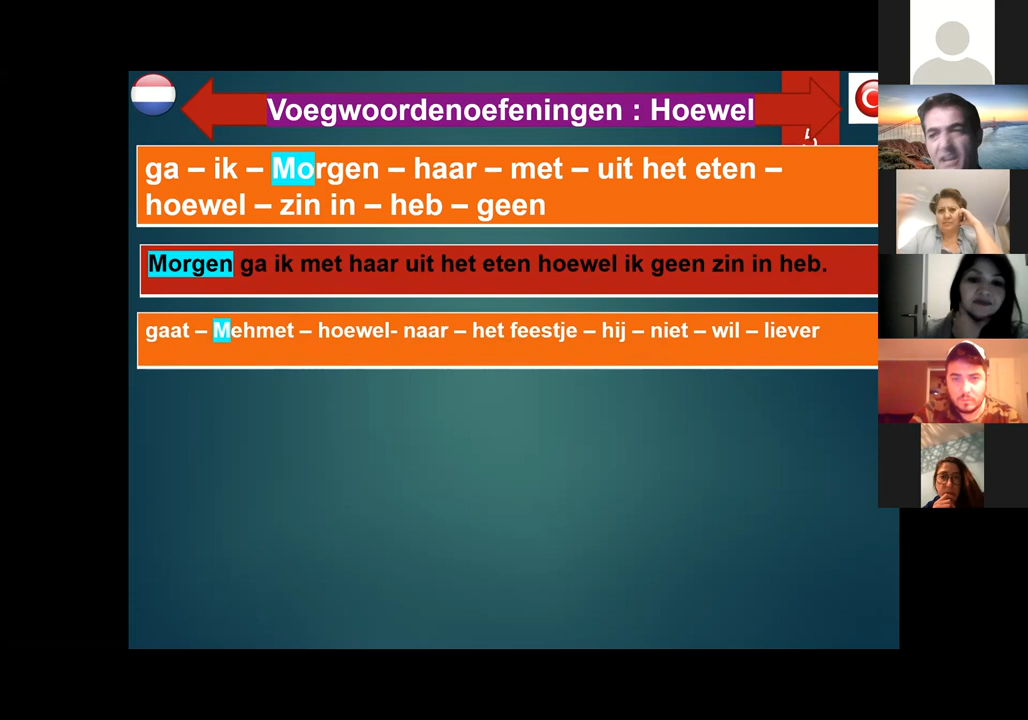 Voegwoordenoefeningen : Hoewel
ga – ik – Morgen – haar – met – uit het eten –
hoewel – zin in – heb – geen
Morgen ga ik met haar uit het eten hoewel ik geen zin in heb.
gaat – Mehmet – hoewel- naar – het feestje – hij – niet – wil – liever